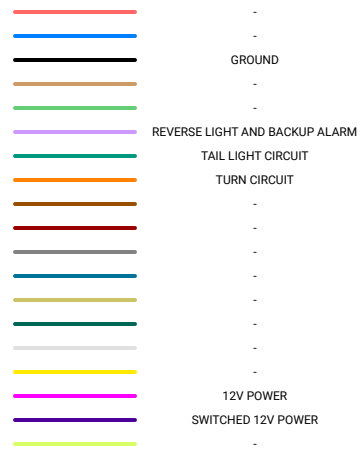 -
-
GROUND
-
-
REVERSE LIGHT AND BACKUP ALARM
TAIL LIGHT CIRCUIT
TURN CIRCUIT
-
-
-
-
-
-
-
-
12V POWER
SWITCHED 12V POWER
-